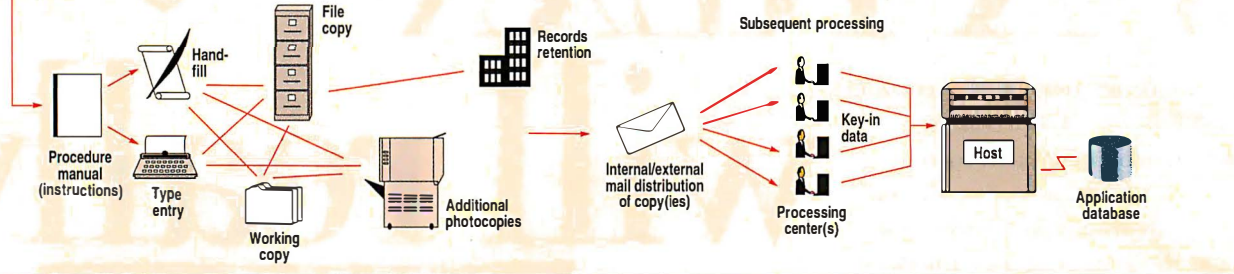 Procedure
manual
(instructions)
Hand-
fill
Type
entry
File
copy
Working
copy
Additional
photocopies
Records
retention
Internal/external
mail distribution
of copy(ies)
Subsequent processing
Key-in
data
Processing
center(s)
Host
Application
database